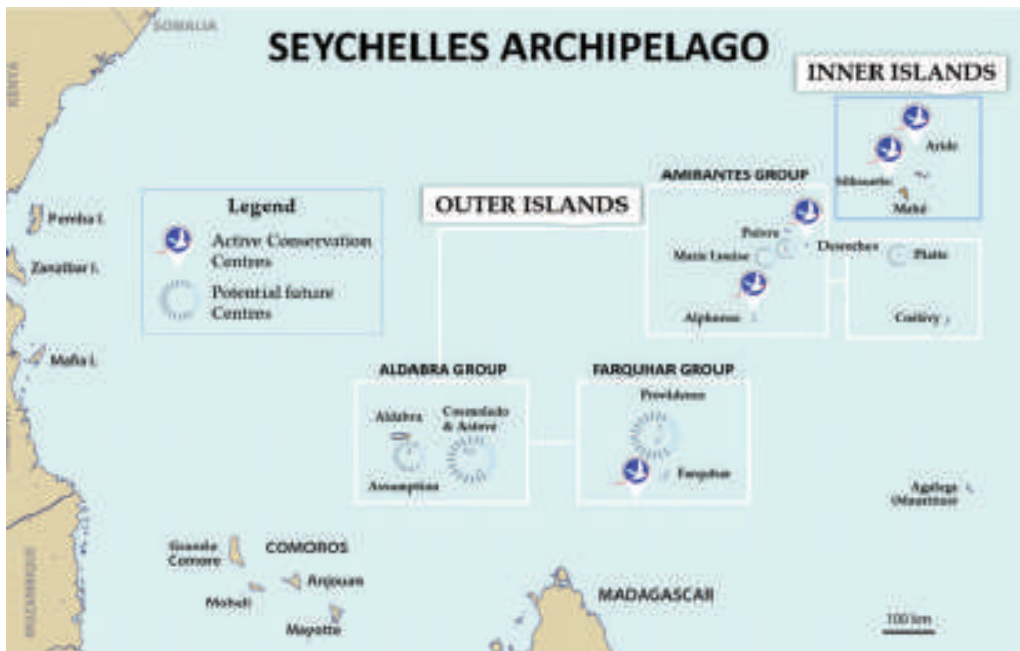 SOMALIA
SEYCHELLES ARCHIPELAGO
KENYA
INNER ISLANDS
Aride
Silhouette
Mahé
AMIRANTES GROUP
OUTER ISLANDS
Legend
Active Conservation
Centres
Potential future
Centres
Pemba I.
Zanzibar I.
Mafia I.
Poivre
Marie Louise
Desroches
Platte
Alphonse
Coëtivy
ALDABRA GROUP
FARQUHAR GROUP
Providence
Aldabra
Cosmoledo
& Astove
Assumption
Farquhar
Agalega
(Mauritius)
Grande
Comore
COMOROS
Anjouan
Moheli
Mayotte
MADAGASCAR
MOZAMBIQUE
100 km